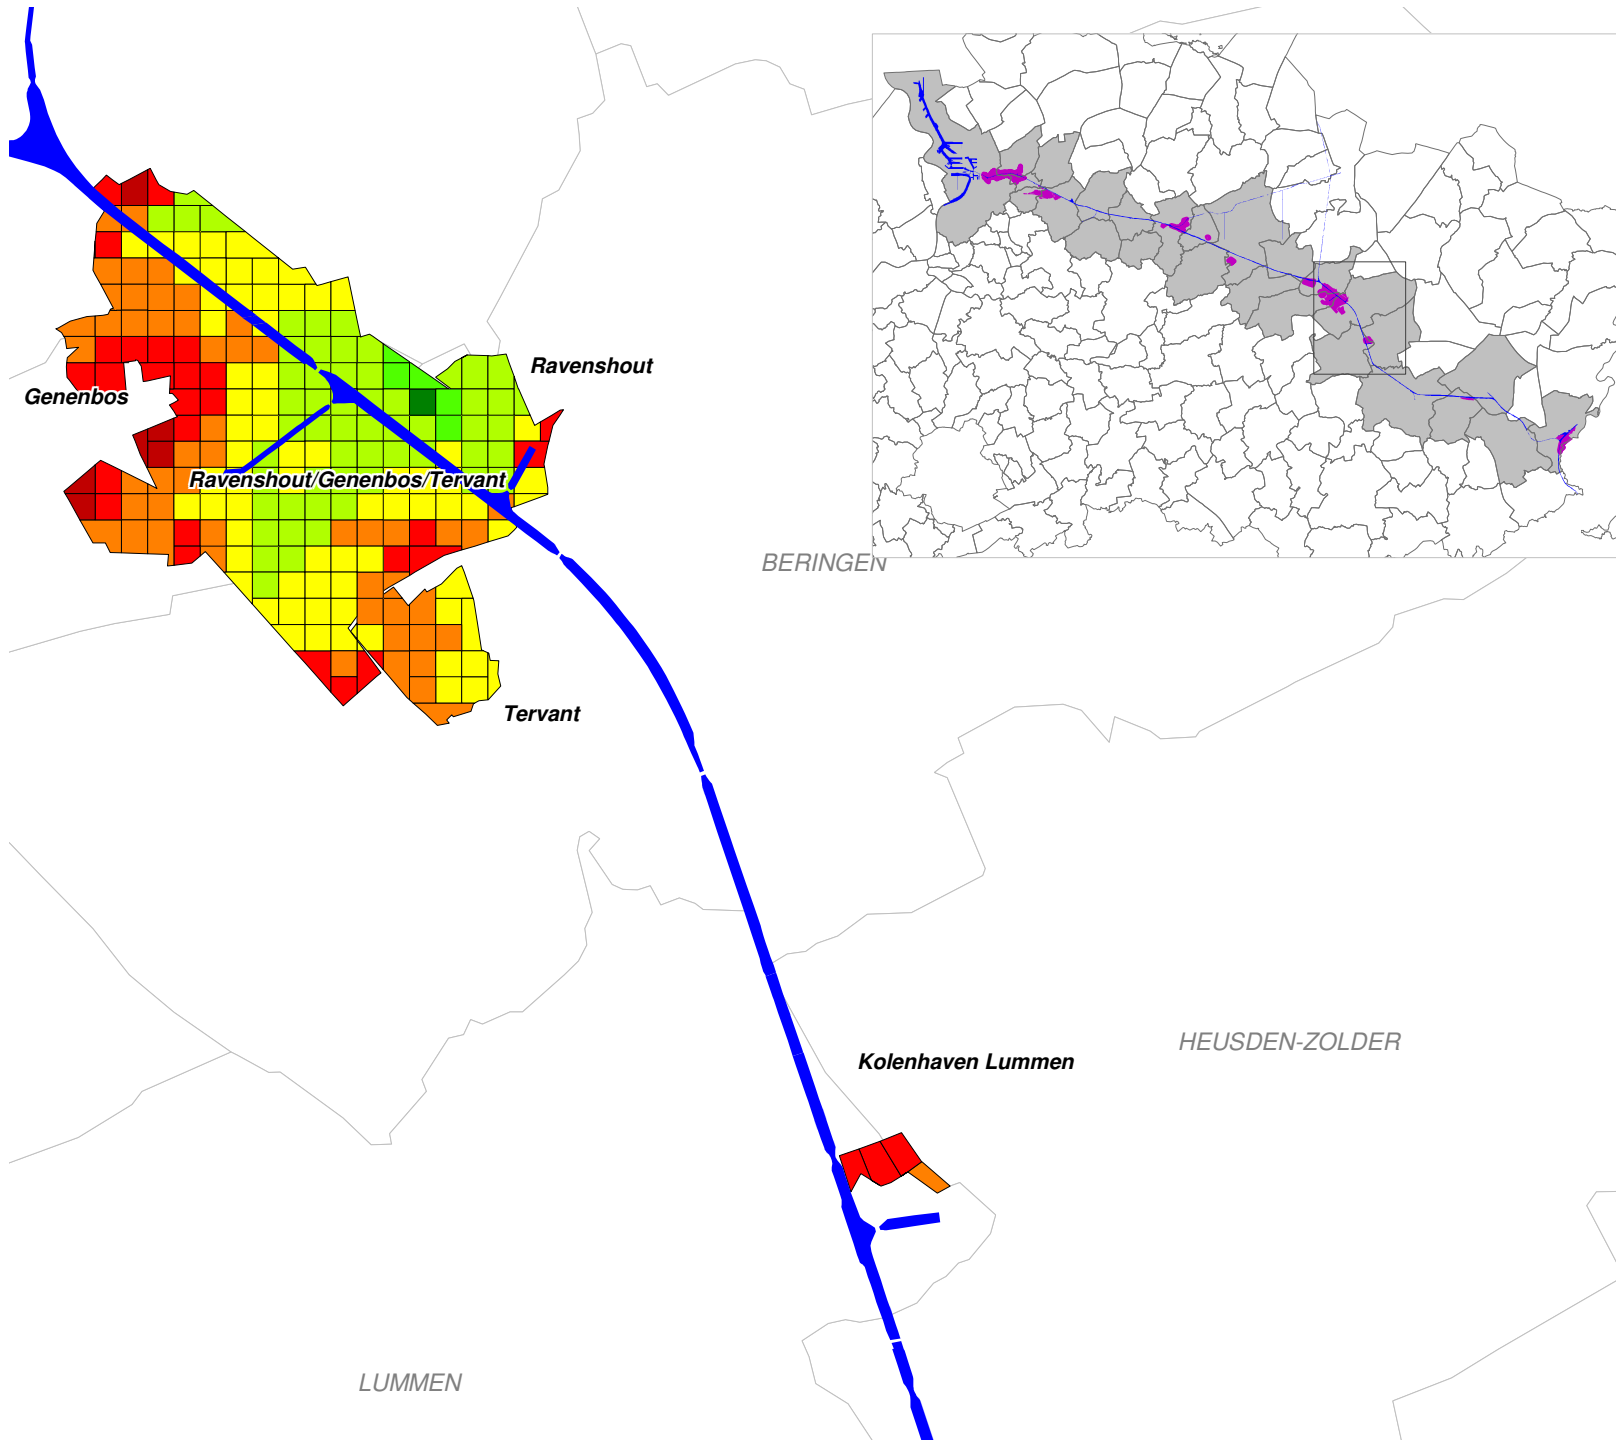 Ravenshout
Genenbos
Ravenshout/Genenbos/Tervant
BERINGEN
Tervant
HEUSDEN-ZOLDER
Kolenhaven Lummen
LUMMEN